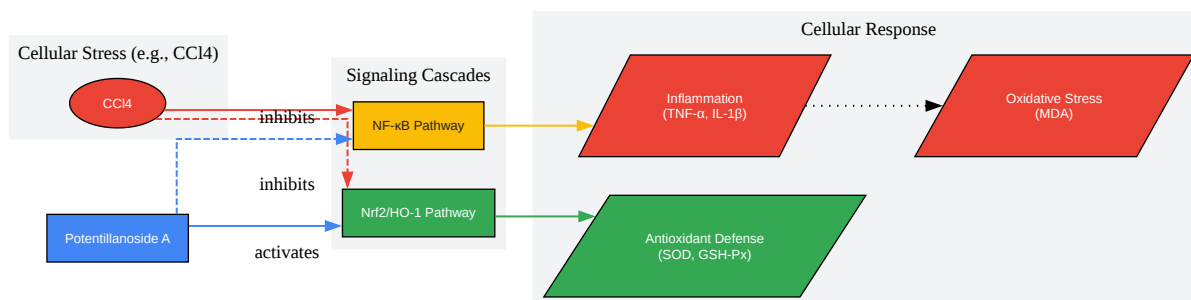 Cellular Stress (e.g., CCl4)
CCl4
Potentillanoside A
inhibits
inhibits
activates
Signaling Cascades
NF-κB Pathway
Nrf2/HO-1 Pathway
Cellular Response
Inflammation
(TNF-α, IL-1β)
Oxidative Stress
(MDA)
Antioxidant Defense
(SOD, GSH-Px)